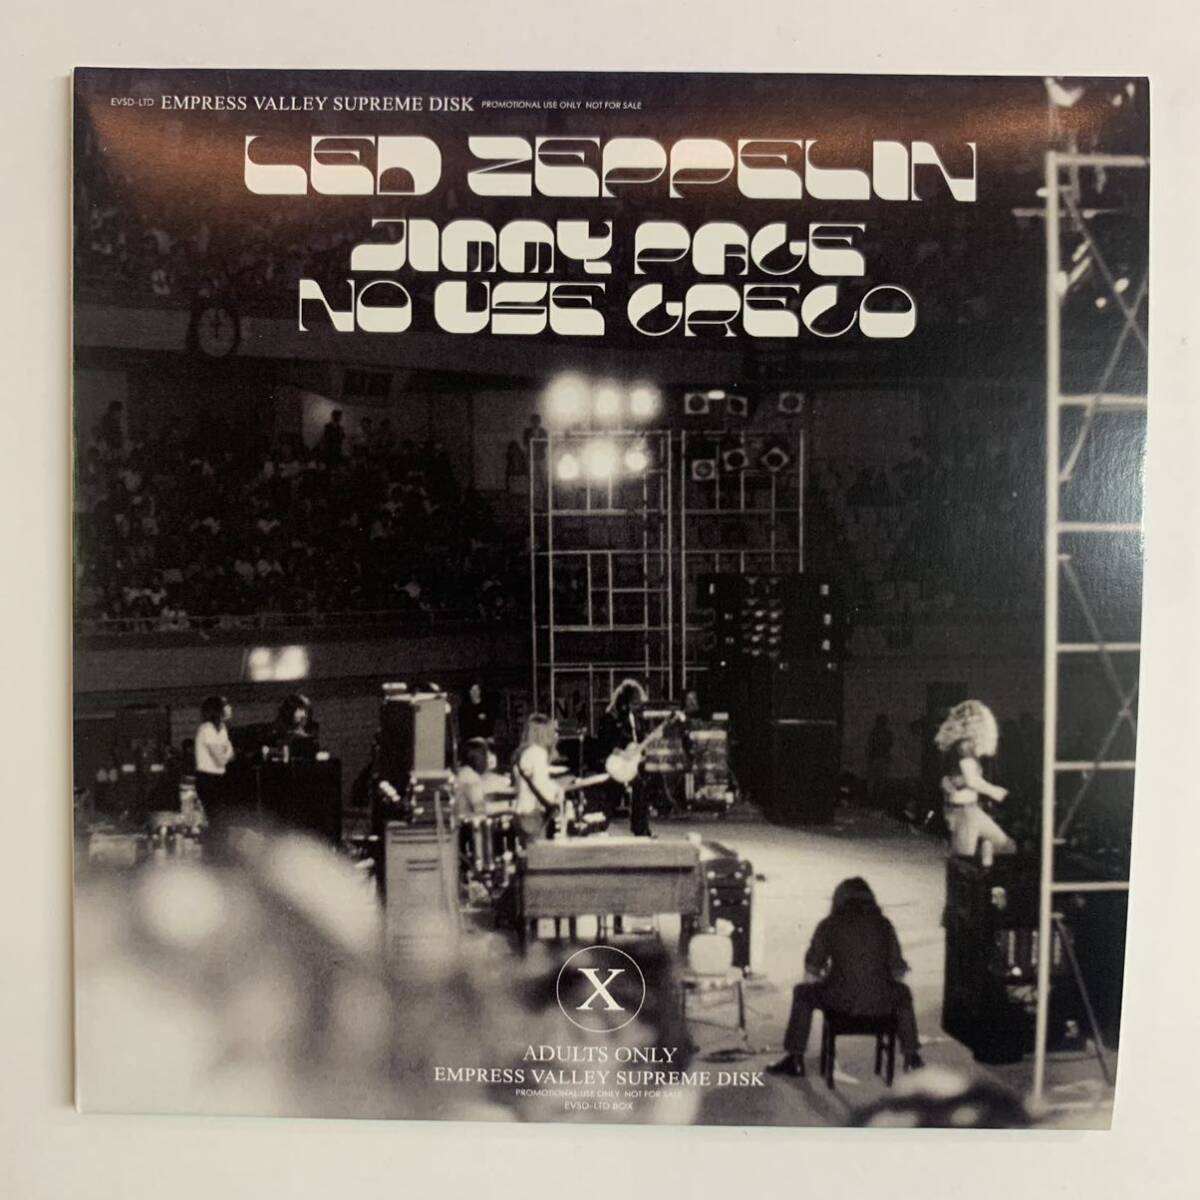 EVSD-LTD EMPRESS VALLEY SUPREME DISK PROMOTIONAL USE ONLY NOT FOR SALE
LED ZEPPELIN
JIMMY PAGE
NO USE GRECO
X
ADULTS ONLY
EMPRESS VALLEY SUPREME DISK
PROMOTIONAL USE ONLY NOT FOR SALE
EVSD-LTD BOX